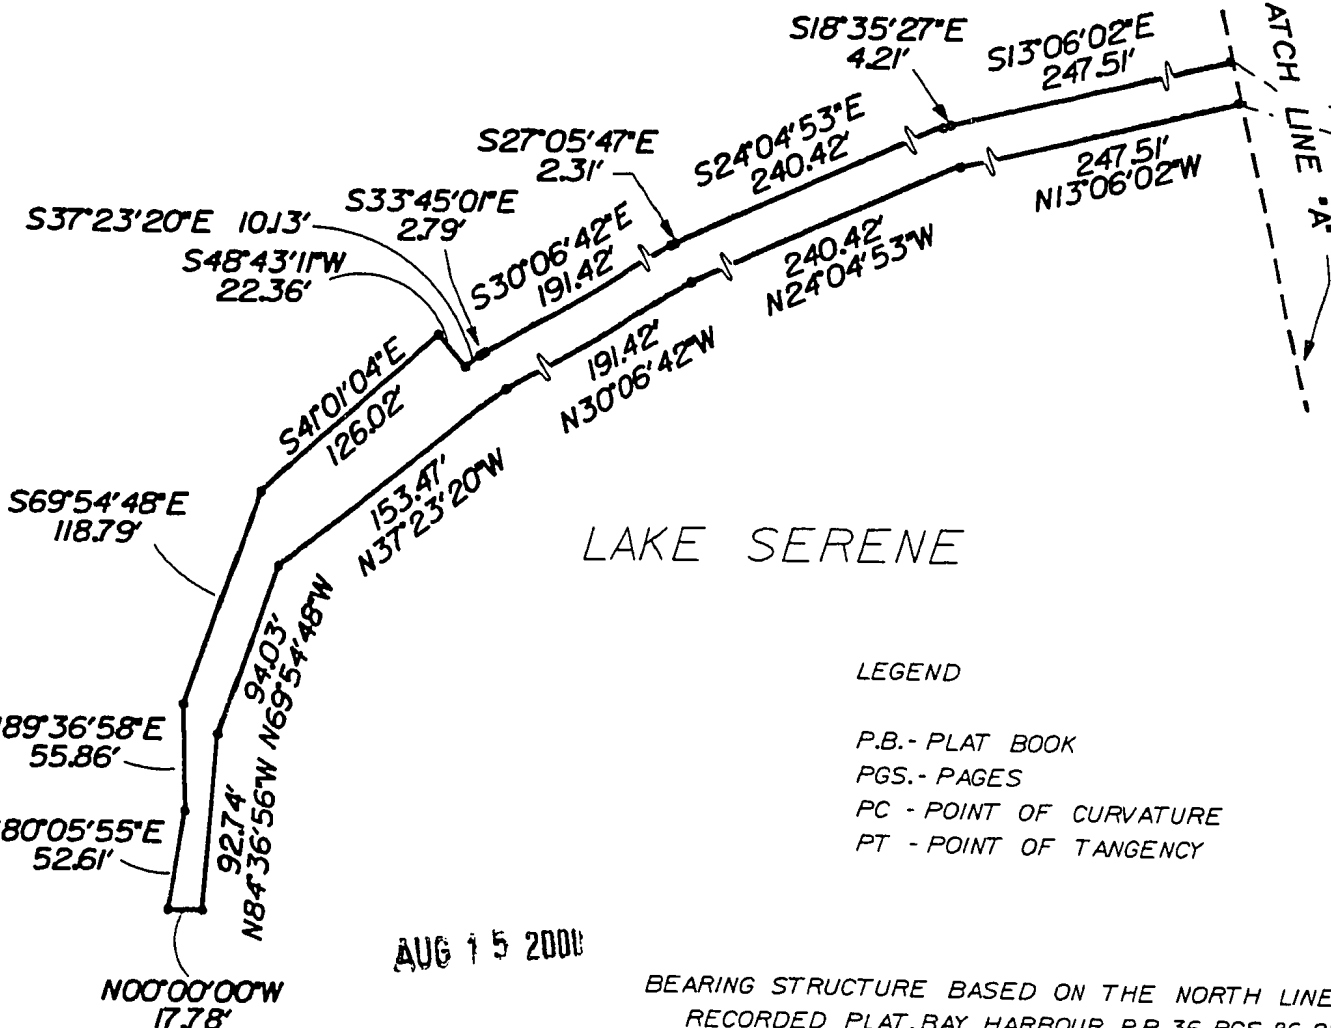 S18°35'27"E
4.21'
S13°06'02"E
247.51'
ATCH LINE "A"
S27°05'47"E
2.31'
S24°04'53"E
240.42'
247.51'
N13°06'02"W
S37°23'20"E 10.13'
S33°45'01"E
2.79'
S48°43'11"W
22.36'
S30°06'42"E
191.42'
240.42'
N24°04'53"W
S41°01'04"E
126.02'
191.42'
N30°06'42"W
S69°54'48"E
118.79'
153.47'
N37°23'20"W
LAKE SERENE
94.03'
N69°54'48"W
LEGEND
P.B.- PLAT BOOK
PGS.- PAGES
PC - POINT OF CURVATURE
PT - POINT OF TANGENCY
89°36'58"E
55.86'
80°05'55"E
52.61'
92.74'
N84°36'56"W
AUG 15 2000
N00°00'00"W
17.78'
BEARING STRUCTURE BASED ON THE NORTH LINE
RECORDED PLAT, BAY HARBOUR P.B. 36 PGS